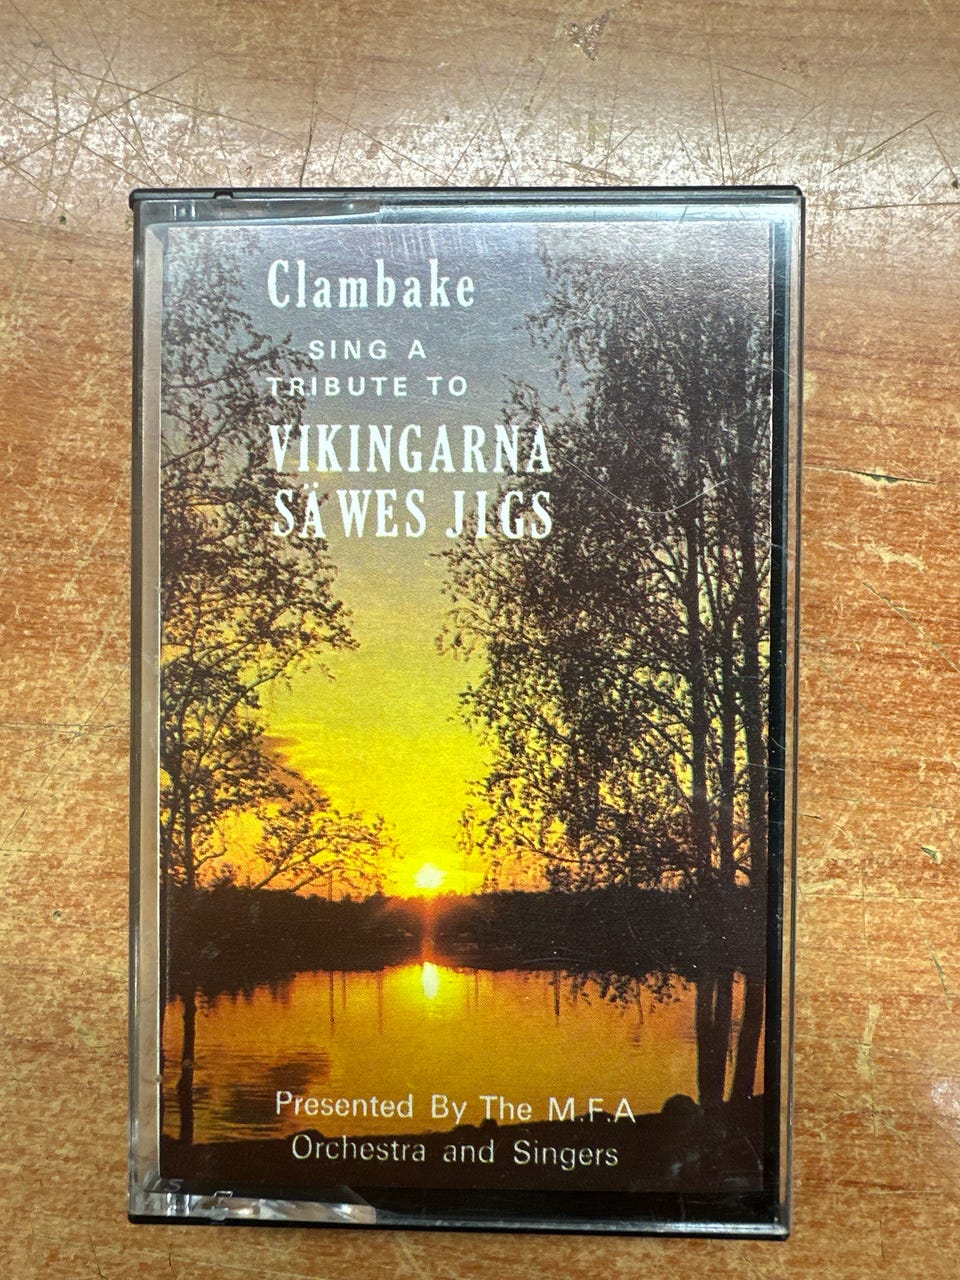 Clambake
SING A
TRIBUTE TO
VIKINGARNA
SÄWES JIGS
Presented By The M.F.A
Orchestra and Singers